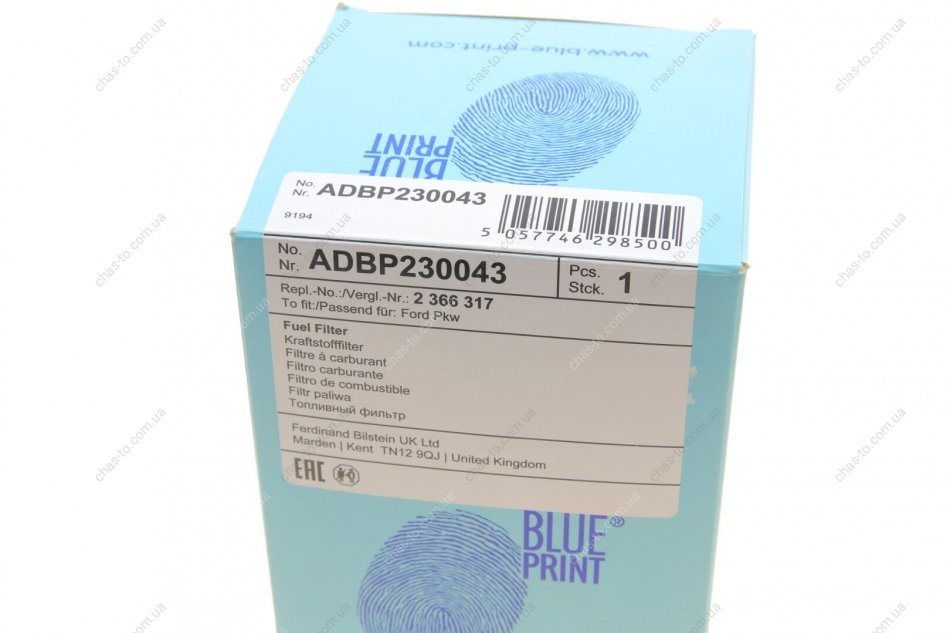 www.blue-print.com
BLUE
PRINT
No.
Nr. ADBP230043
9194
5 057746 298500
No.
Nr. ADBP230043
Pcs.
Stck. 1
Repl.-No.:/Vergl.-Nr.: 2 366 317
To fit:/Passend für: Ford Pkw
Fuel Filter
Kraftstofffilter
Filtre à carburant
Filtro carburante
Filtro de combustible
Filtr paliwa
Топливный фильтр
Ferdinand Bilstein UK Ltd
Marden | Kent TN12 9QJ | United Kingdom
EAC
BLUE®
PRINT
chas-to.com.ua